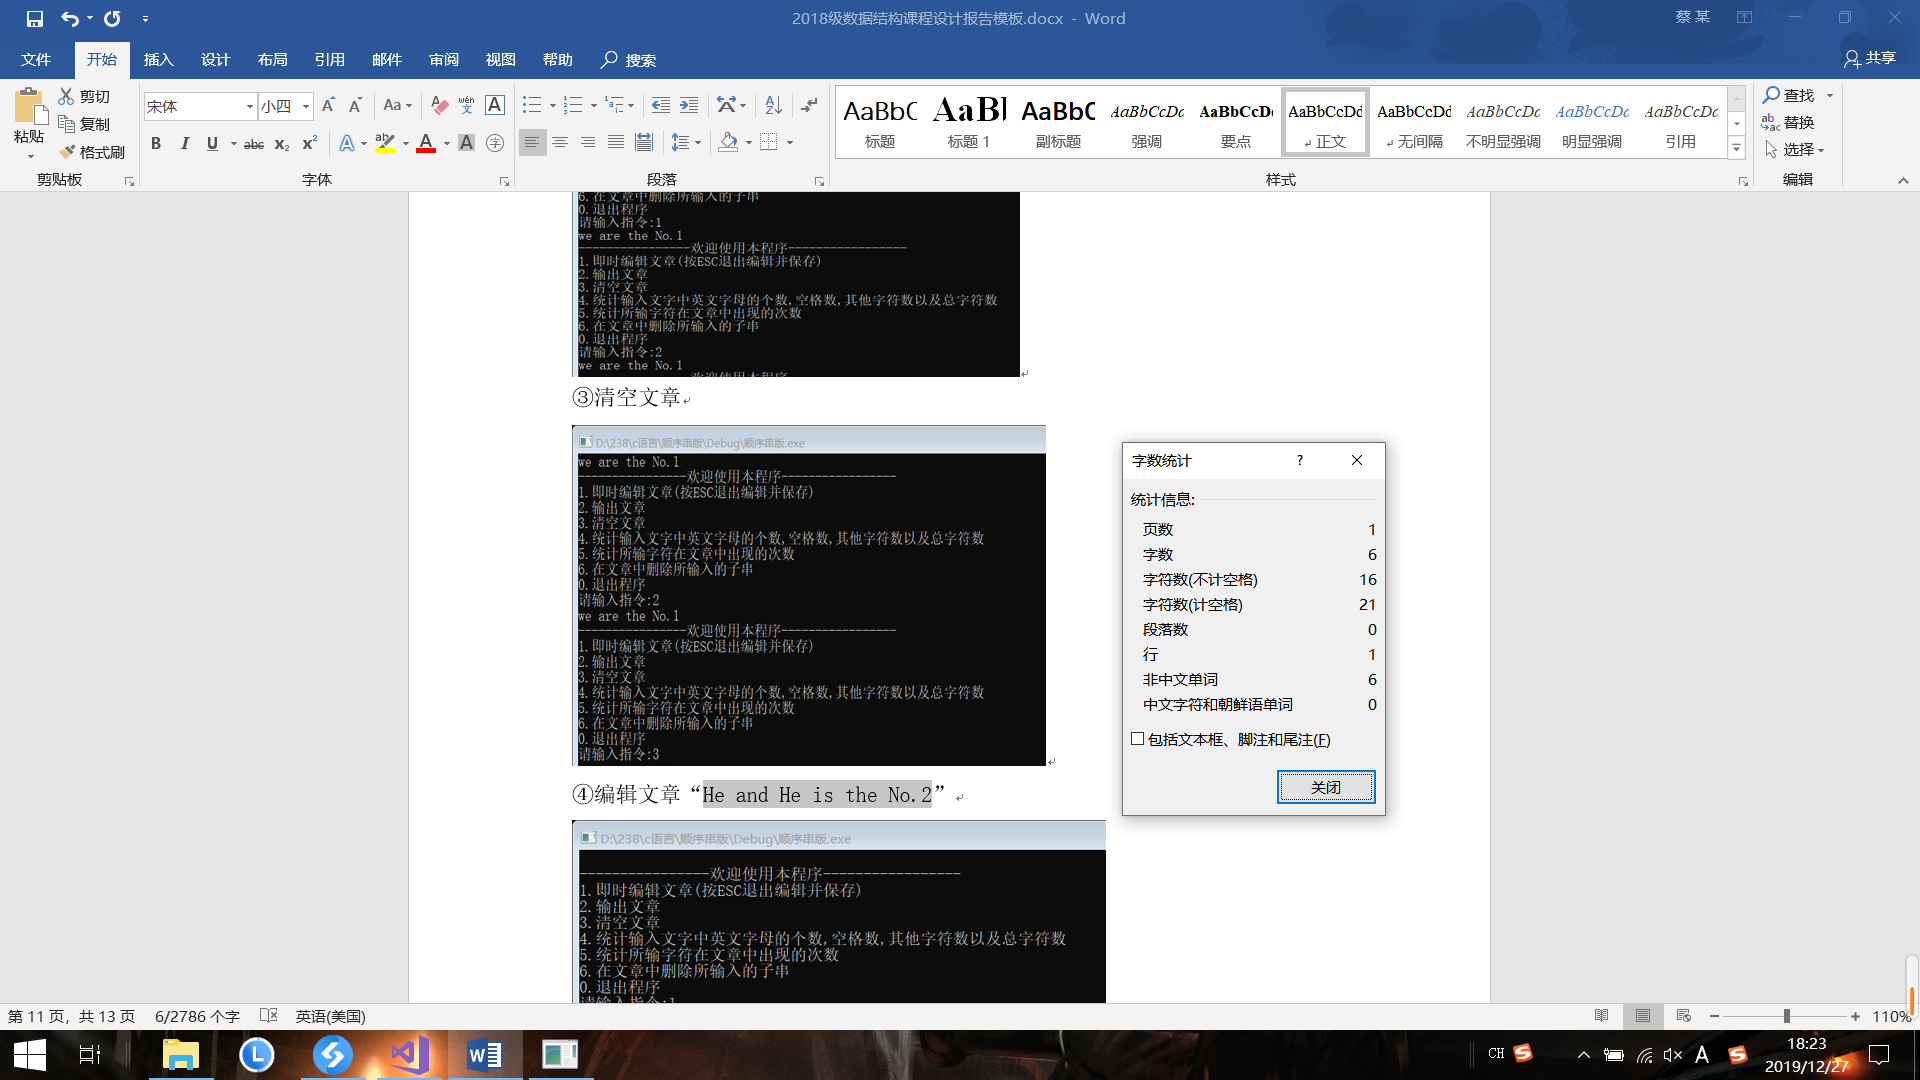 2018级数据结构课程设计报告模板.docx - Word
蔡 某
文件 开始 插入 设计 布局 引用 邮件 审阅 视图 帮助 搜索
共享
粘贴
剪切
复制
格式刷
剪贴板
宋体 小四
Aa
wén
文
A
B I U abc X₂ X² A ab A A 字
字体
段落
AaBbC 标题
AaBl 标题 1
AaBbC 副标题
AaBbCcDd 强调
AaBbCcDd 要点
AaBbCcDd 正文
AaBbCcDd 无间隔
AaBbCcDd 不明显强调
AaBbCcDd 明显强调
AaBbCcDd 引用
样式
查找
替换
选择
编辑
6.在文章中删除所输入的子串
0.退出程序
请输入指令:1
we are the No.1
----------------欢迎使用本程序-----------------
1.即时编辑文章(按ESC退出编辑并保存)
2.输出文章
3.清空文章
4.统计输入文字中英文字母的个数,空格数,其他字符数以及总字符数
5.统计所输字符在文章中出现的次数
6.在文章中删除所输入的子串
0.退出程序
请输入指令:2
we are the No.1
③清空文章
D:\238\c语言\顺序串版\Debug\顺序串版.exe
we are the No.1
----------------欢迎使用本程序-----------------
1.即时编辑文章(按ESC退出编辑并保存)
2.输出文章
3.清空文章
4.统计输入文字中英文字母的个数,空格数,其他字符数以及总字符数
5.统计所输字符在文章中出现的次数
6.在文章中删除所输入的子串
0.退出程序
请输入指令:2
we are the No.1
----------------欢迎使用本程序-----------------
1.即时编辑文章(按ESC退出编辑并保存)
2.输出文章
3.清空文章
4.统计输入文字中英文字母的个数,空格数,其他字符数以及总字符数
5.统计所输字符在文章中出现的次数
6.在文章中删除所输入的子串
0.退出程序
请输入指令:3
④编辑文章“He and He is the No.2”
D:\238\c语言\顺序串版\Debug\顺序串版.exe
----------------欢迎使用本程序-----------------
1.即时编辑文章(按ESC退出编辑并保存)
2.输出文章
3.清空文章
4.统计输入文字中英文字母的个数,空格数,其他字符数以及总字符数
5.统计所输字符在文章中出现的次数
6.在文章中删除所输入的子串
0.退出程序
请输入指令:1
字数统计 ?
统计信息:
页数 1
字数 6
字符数(不计空格) 16
字符数(计空格) 21
段落数 0
行 1
非中文单词 6
中文字符和朝鲜语单词 0
包括文本框、脚注和尾注(F)
关闭
第 11 页，共 13 页 6/2786 个字 英语(美国)
110%
CH
A
18:23
2019/12/27